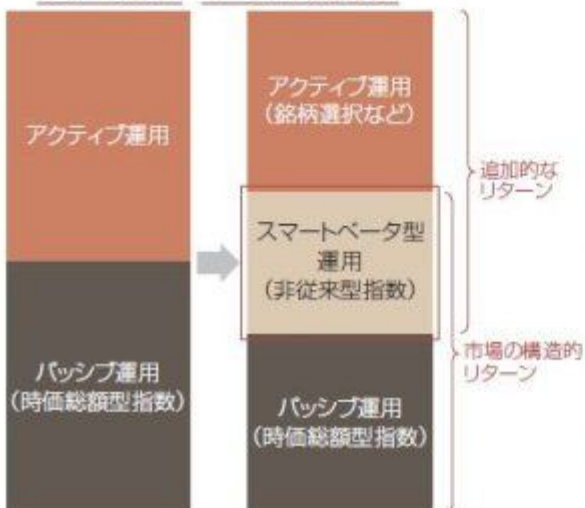 アクティブ運用
パッシブ運用
(時価総額型指数)
アクティブ運用
(銘柄選択など)
スマートベータ型
運用
(非従来型指数)
パッシブ運用
(時価総額型指数)
追加的な
リターン
市場の構造的
リターン